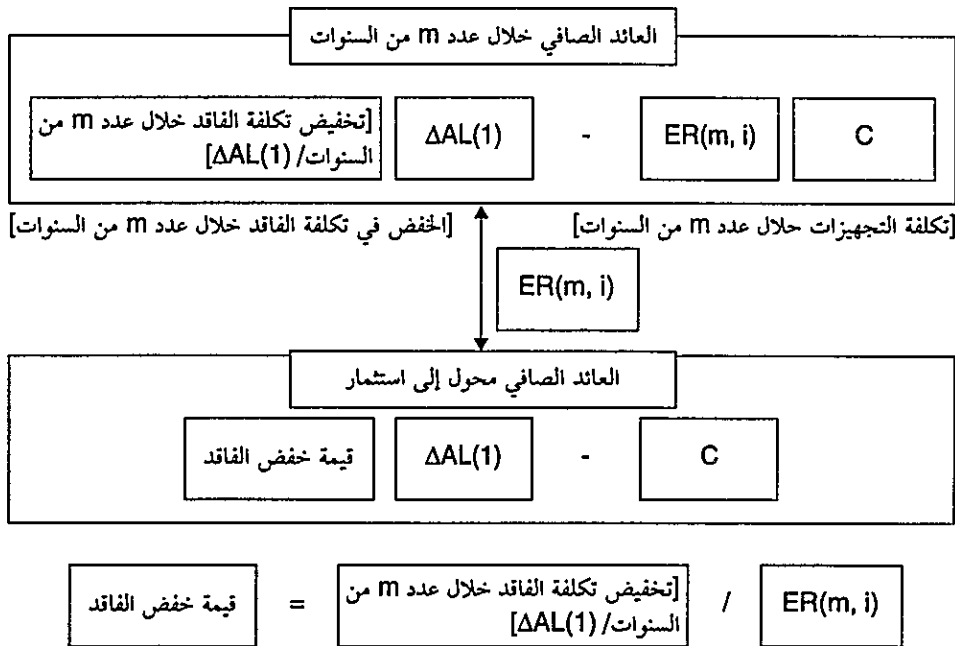 العائد الصافي خلال عدد m من السنوات
[تخفيض تكلفة الفاقد خلال عدد m من
السنوات/ ΔAL(1)]
ΔAL(1)
-
ER(m, i)
C
[الخفض في تكلفة الفاقد خلال عدد m من السنوات]
[تكلفة التجهيزات حلال عدد m من السنوات]
ER(m, i)
العائد الصافي محول إلى استثمار
قيمة خفض الفاقد
ΔAL(1)
-
C
قيمة خفض الفاقد
=
[تخفيض تكلفة الفاقد خلال عدد m من
السنوات/ ΔAL(1)]
/
ER(m, i)